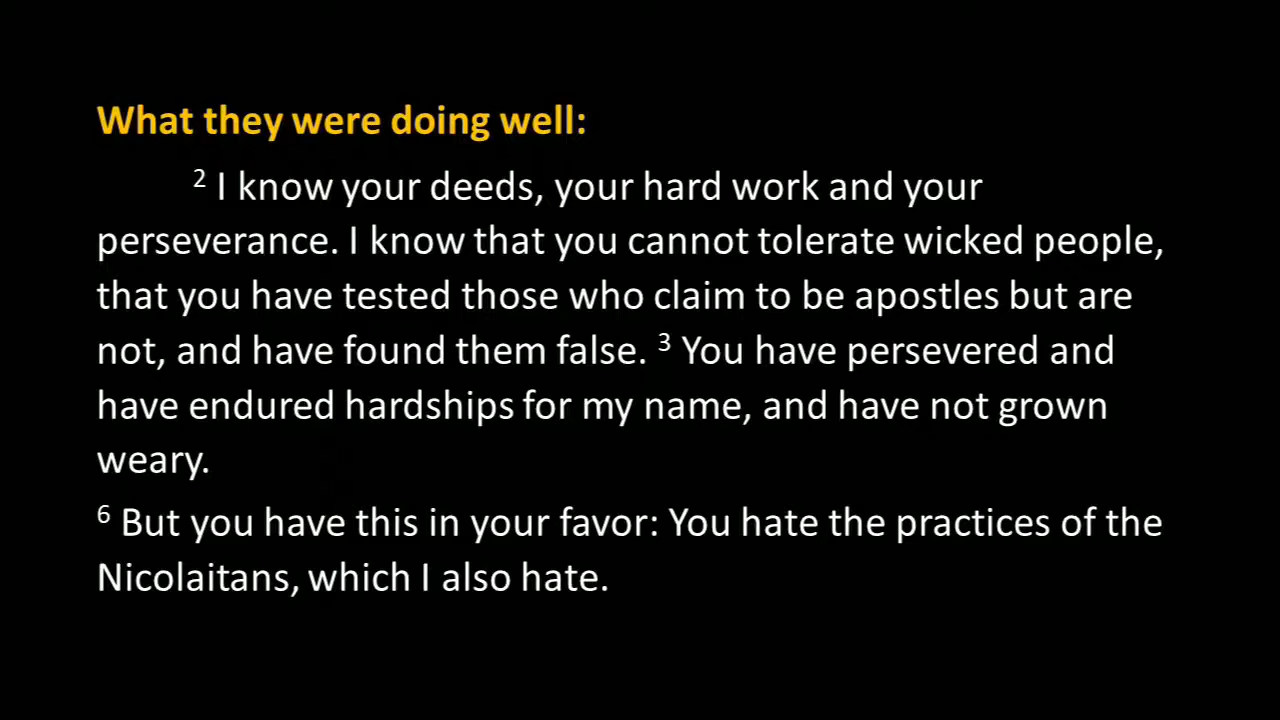 What they were doing well:
² I know your deeds, your hard work and your
perseverance. I know that you cannot tolerate wicked people,
that you have tested those who claim to be apostles but are
not, and have found them false. ³ You have persevered and
have endured hardships for my name, and have not grown
weary.
⁶ But you have this in your favor: You hate the practices of the
Nicolaitans, which I also hate.